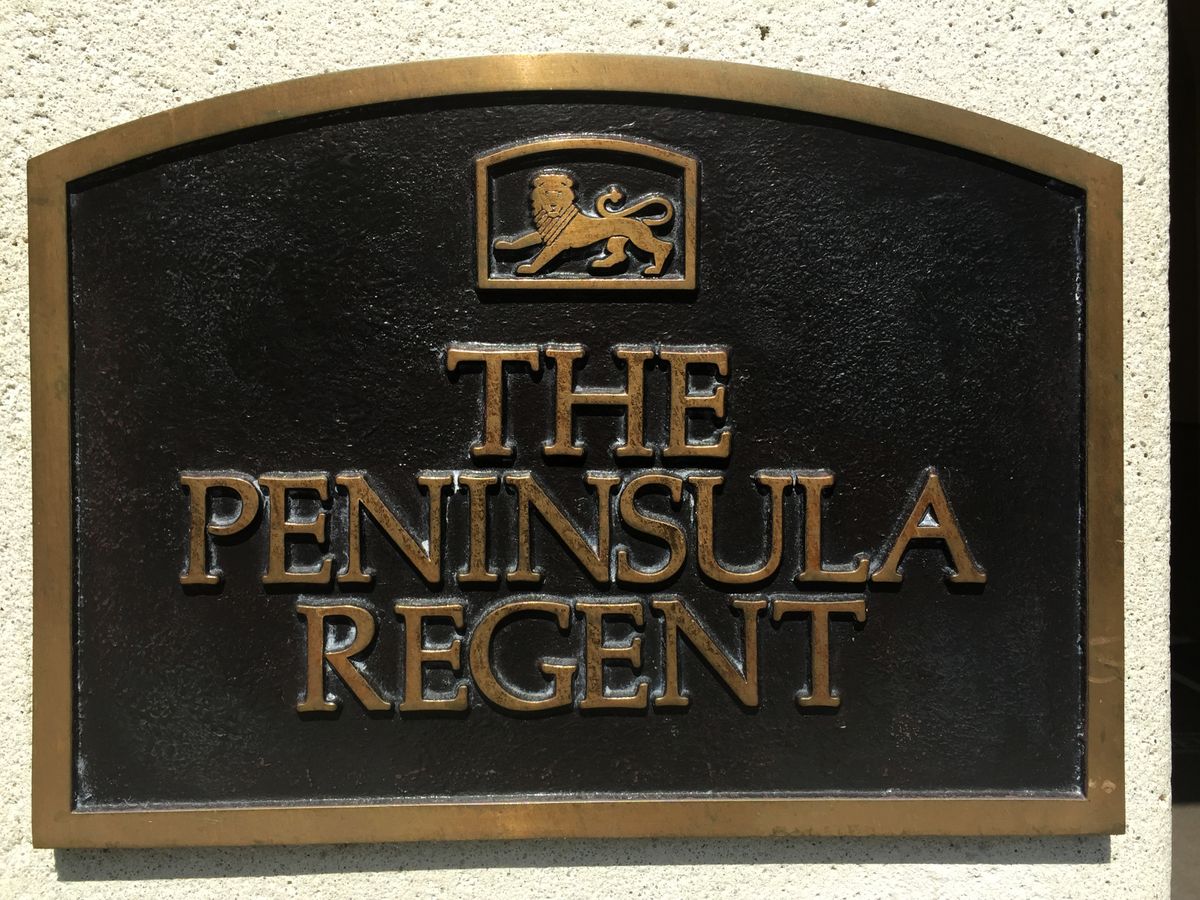 THE
PENINSULA
REGENT